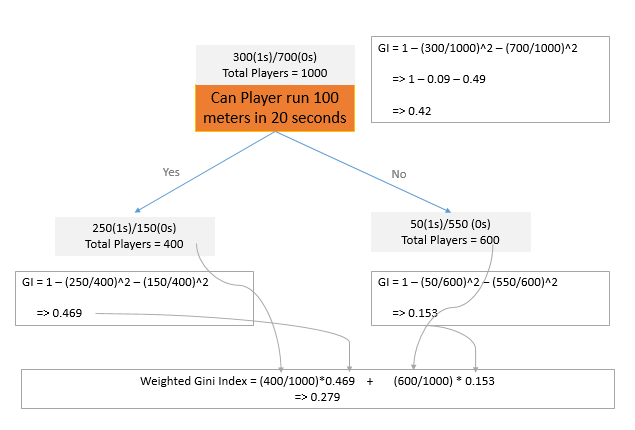 300(1s)/700(0s)
Total Players = 1000
Can Player run 100
meters in 20 seconds
GI = 1 – (300/1000)^2 – (700/1000)^2
=> 1 – 0.09 – 0.49
=> 0.42
Yes
No
250(1s)/150(0s)
Total Players = 400
50(1s)/550 (0s)
Total Players = 600
GI = 1 – (250/400)^2 – (150/400)^2
=> 0.469
GI = 1 – (50/600)^2 – (550/600)^2
=> 0.153
Weighted Gini Index = (400/1000)*0.469 + (600/1000) * 0.153
=> 0.279